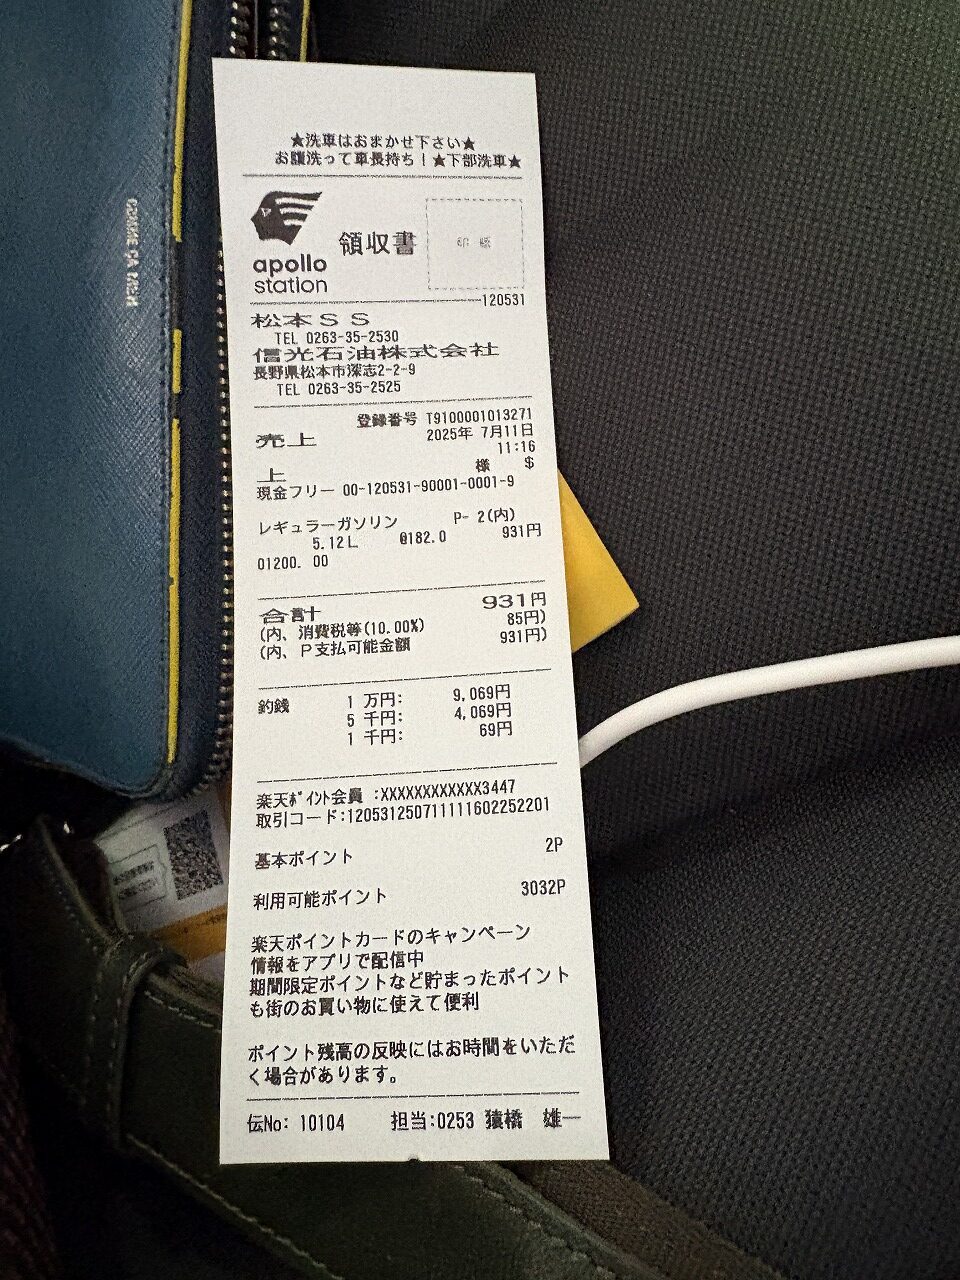 ★洗車はおまかせ下さい★
お腹洗って車長持ち！★下部洗車★
apollo
station
領収書
120531
松本ＳＳ
TEL 0263-35-2530
信光石油株式会社
長野県松本市深志2-2-9
TEL 0263-35-2525
登録番号 T9100001013271
売上 2025年 7月11日
11:16
上 様 $
現金フリー 00-120531-90001-0001-9
レギュラーガソリン P- 2(内)
5.12L @182.0 931円
01200. 00
合計 931円
(内、消費税等(10.00%) 85円)
(内、Ｐ支払可能金額 931円)
釣銭 1 万円: 9,069円
5 千円: 4,069円
1 千円: 69円
楽天ﾎﾟｲﾝﾄ会員 :XXXXXXXXXXXX3447
取引コード:120531250711111602252201
基本ポイント 2P
利用可能ポイント 3032P
楽天ポイントカードのキャンペーン
情報をアプリで配信中
期間限定ポイントなど貯まったポイント
も街のお買い物に使えて便利
ポイント残高の反映にはお時間をいただ
く場合があります。
伝No: 10104 担当:0253 猿橋 雄一